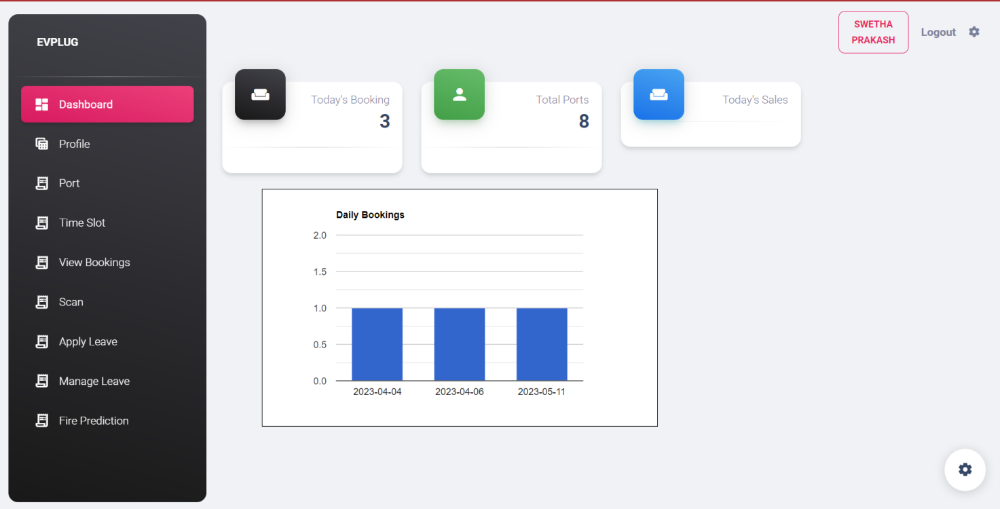 EVPLUG
Dashboard
Profile
Port
Time Slot
View Bookings
Scan
Apply Leave
Manage Leave
Fire Prediction
SWETHA
PRAKASH
Logout
Today's Booking
3
Total Ports
8
Today's Sales
Daily Bookings
2.0
1.5
1.0
0.5
0.0
2023-04-04 2023-04-06 2023-05-11